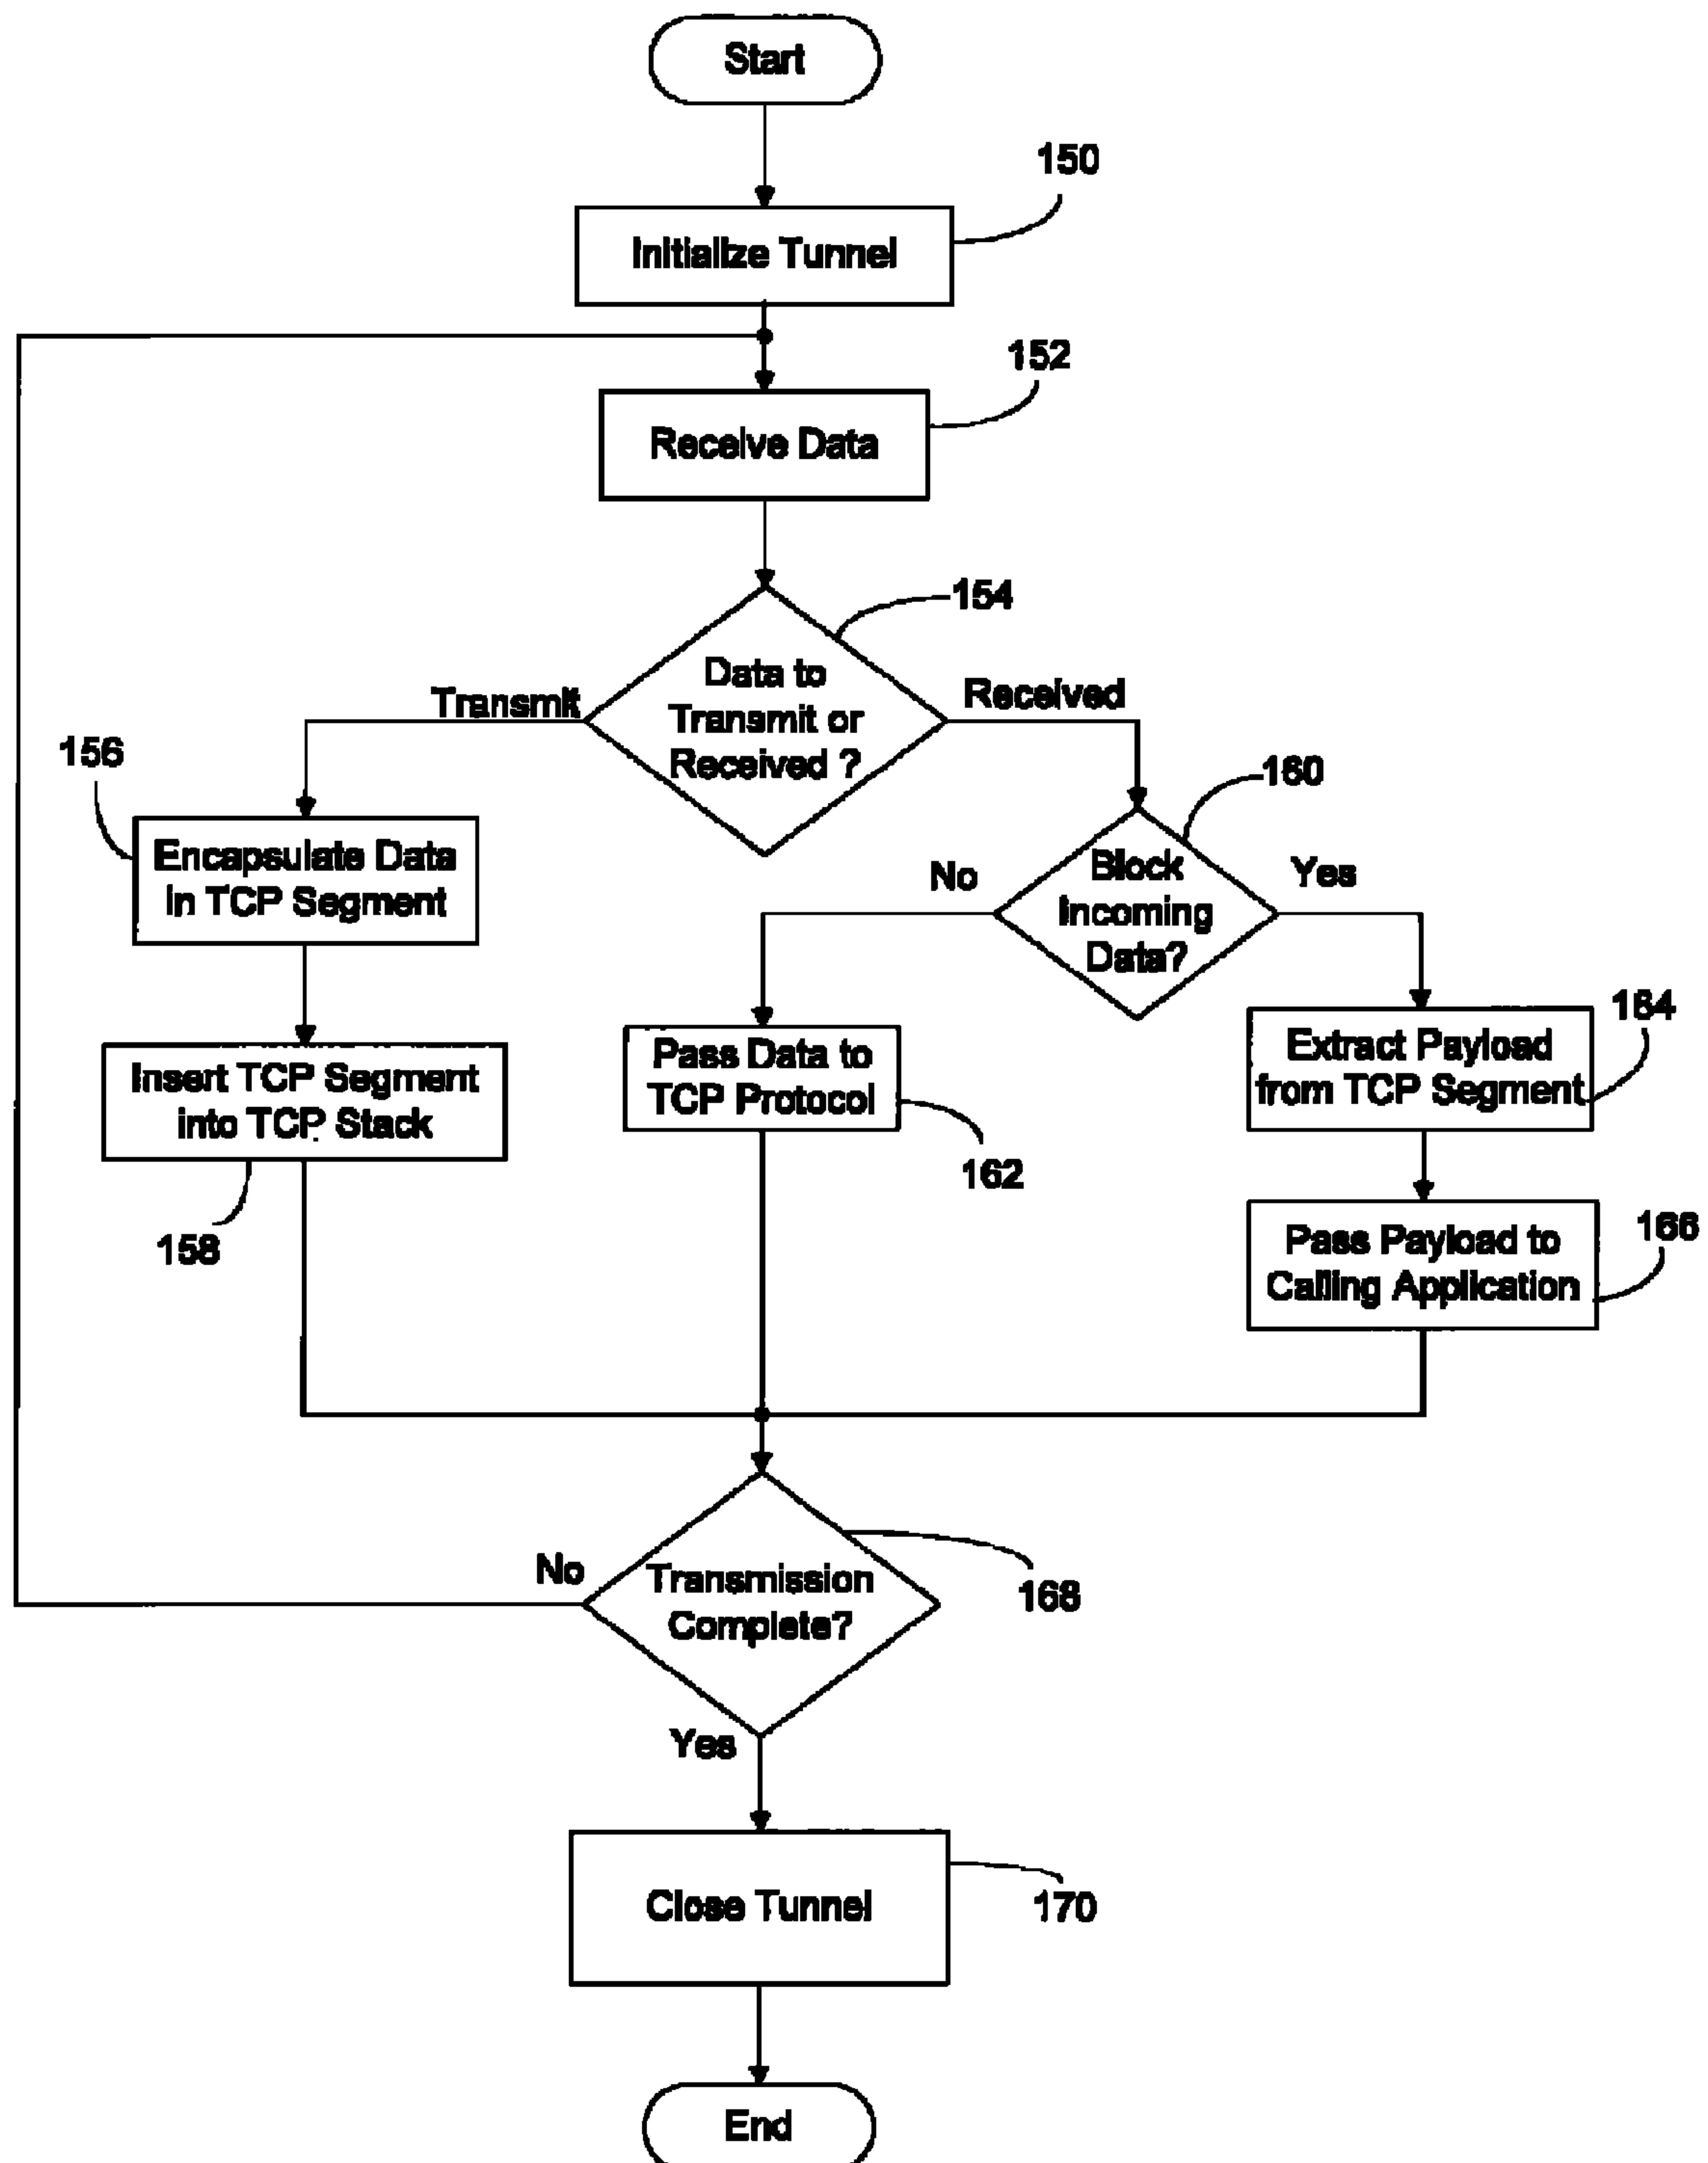 Start
150
Initialize Tunnel
152
Receive Data
154
Data to
Transmit or
Received ?
Transmit
Received
156
Encapsulate Data
in TCP Segment
160
Block
Incoming
Data?
No
Yes
Insert TCP Segment
into TCP Stack
158
Pass Data to
TCP Protocol
162
Extract Payload
from TCP Segment
164
Pass Payload to
Calling Application
166
Transmission
Complete?
168
No
Yes
Close Tunnel
170
End